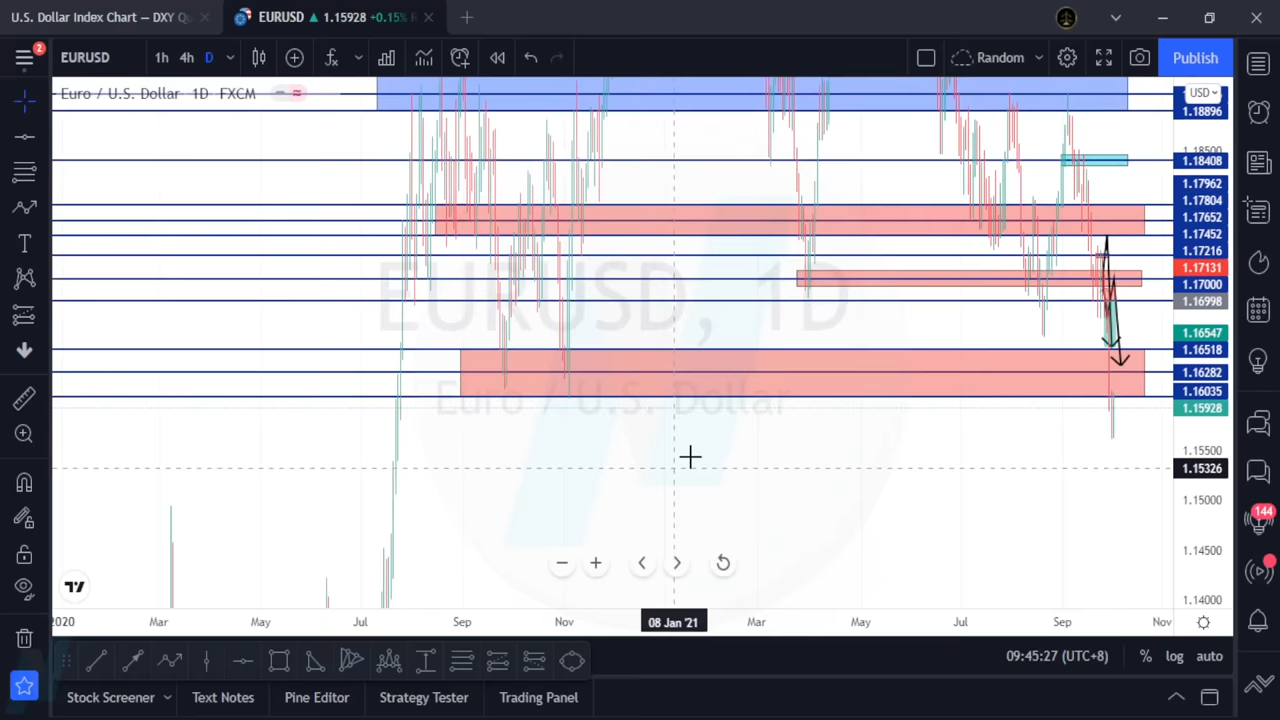 U.S. Dollar Index Chart — DXY Qu
EURUSD ▲ 1.15928 +0.15% R
2
EURUSD 1h 4h D
Random
Publish
Euro / U.S. Dollar 1D FXCM
USD
1.18896
1.18500
1.18408
1.17962
1.17804
1.17652
1.17452
1.17216
1.17131
1.17000
1.16998
1.16547
1.16518
1.16282
1.16035
1.15928
1.15500
1.15326
1.15000
1.14500
1.14000
EURUSD, 1D
Euro / U.S. Dollar
144
2020 Mar May Jul Sep Nov 08 Jan '21 Mar May Jul Sep Nov
09:45:27 (UTC+8) % log auto
Stock Screener Text Notes Pine Editor Strategy Tester Trading Panel